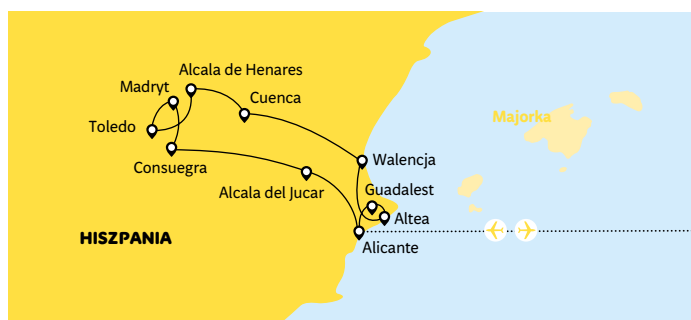 Alcala de Henares
Madryt
Cuenca
Majorka
Toledo
Consuegra
Walencja
Alcala del Jucar
Guadalest
Altea
HISZPANIA
Alicante